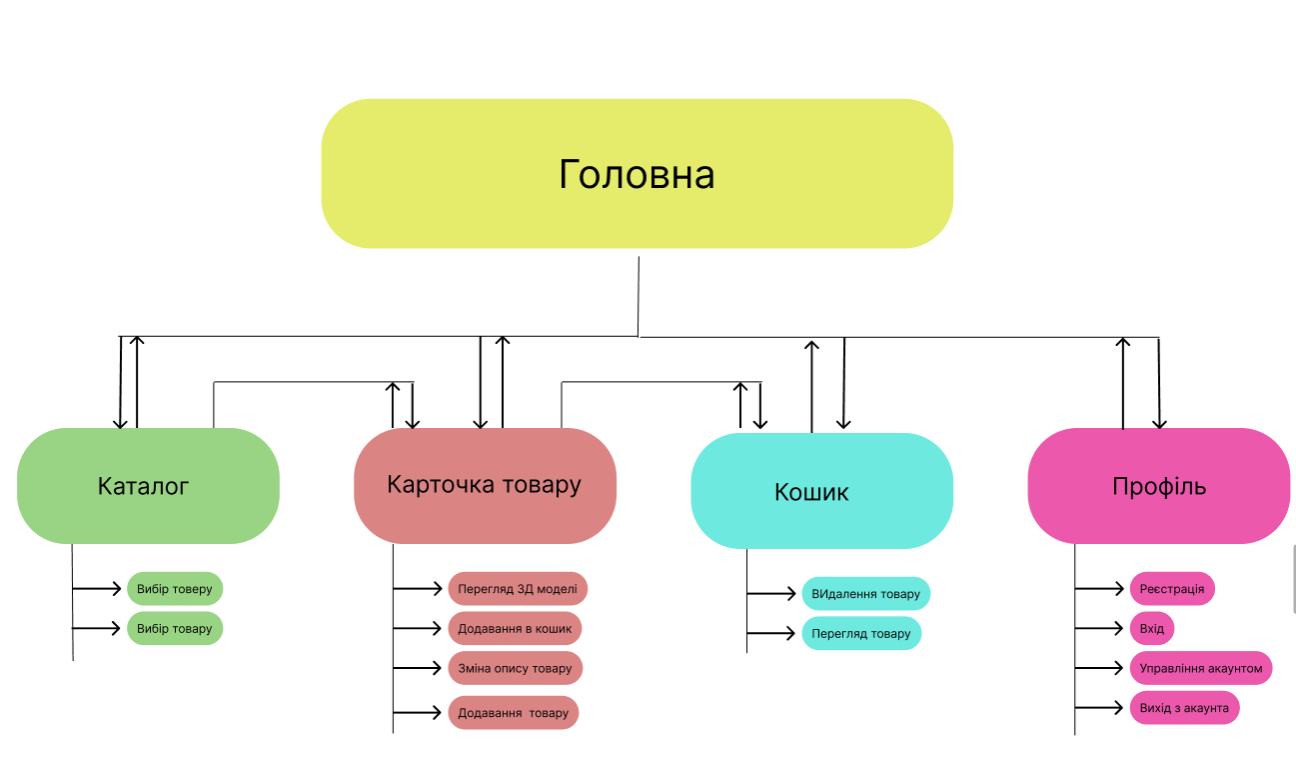 Головна
Каталог
Карточка товару
Кошик
Профіль
Вибір товеру
Вибір товару
Перегляд 3Д моделі
Додавання в кошик
Зміна опису товару
Додавання товару
ВИдалення товару
Перегляд товару
Реєстрація
Вхід
Управління акаунтом
Вихід з акаунта